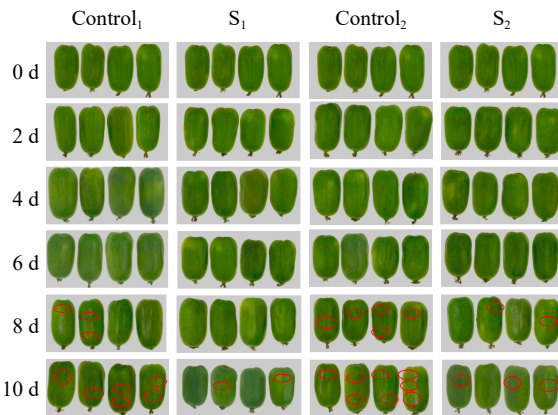 Control₁ S₁ Control₂ S₂
0 d
2 d
4 d
6 d
8 d
10 d